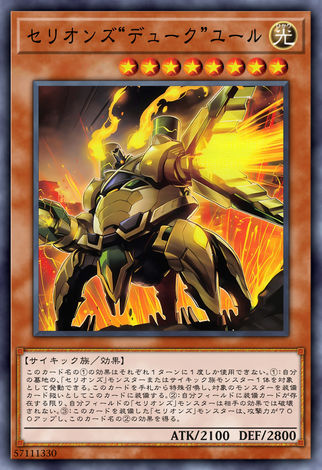 セリオンズ“デューク”ユール
光
【サイキック族/効果】
このカード名の①の効果はそれぞれ1ターンに1度しか使用できない。①:自分
の墓地の、「セリオンズ」モンスターまたはサイキック族モンスター1体を対象
として発動できる。このカードを手札から特殊召喚し、対象のモンスターを装備
カード扱いとしてこのカードに装備する。②:自分フィールドに装備カードが存
在する限り、自分フィールドの「セリオンズ」モンスターは相手の効果では破壊さ
れない。③:このカードを装備した「セリオンズ」モンスターは、攻撃力が700
0アップし、このカード名の②の効果を得る。
ATK/2100 DEF/2800
57111330